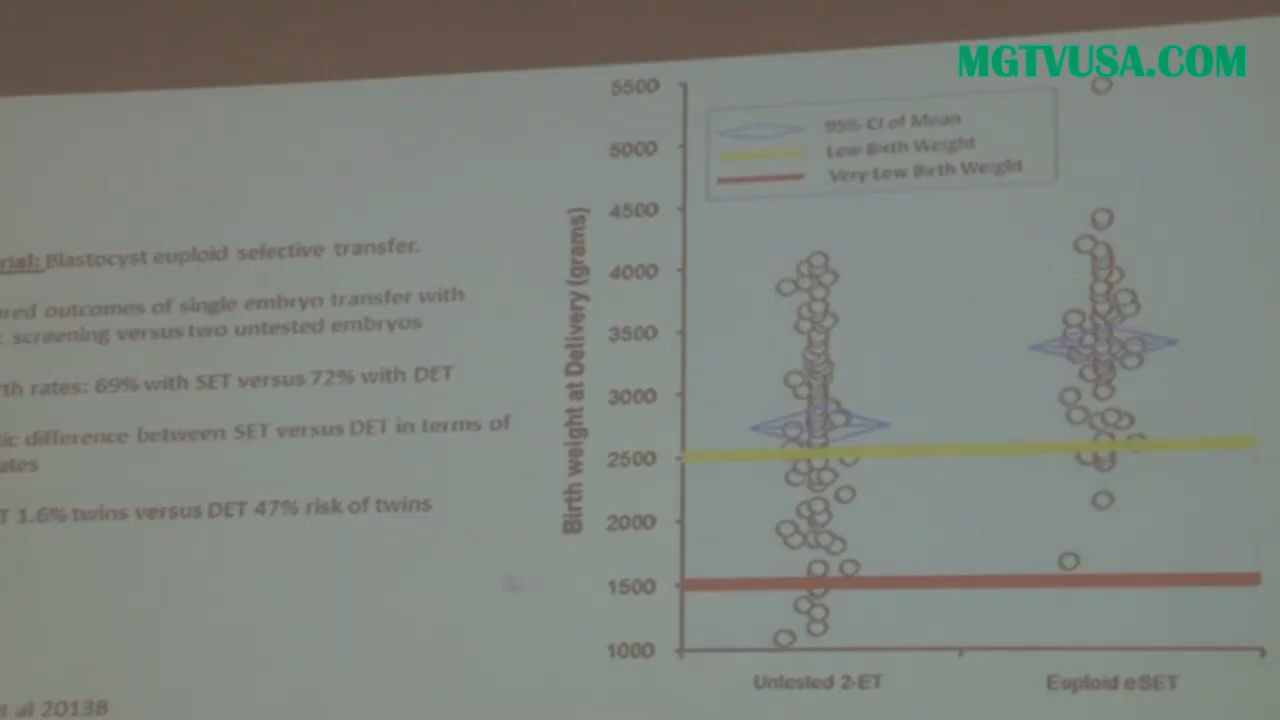 MGTVUSA.COM
rial: Blastocyst euploid selective transfer.
red outcomes of single embryo transfer with
screening versus two untested embryos
th rates: 69% with SET versus 72% with DET
ic difference between SET versus DET in terms of
ates
T 1.6% twins versus DET 47% risk of twins
t al 2013B
Birth weight at Delivery (grams)
5500
5000
4500
4000
3500
3000
2500
2000
1500
1000
95% CI of Mean
Low Birth Weight
Very Low Birth Weight
Untested 2-ET
Euploid eSET